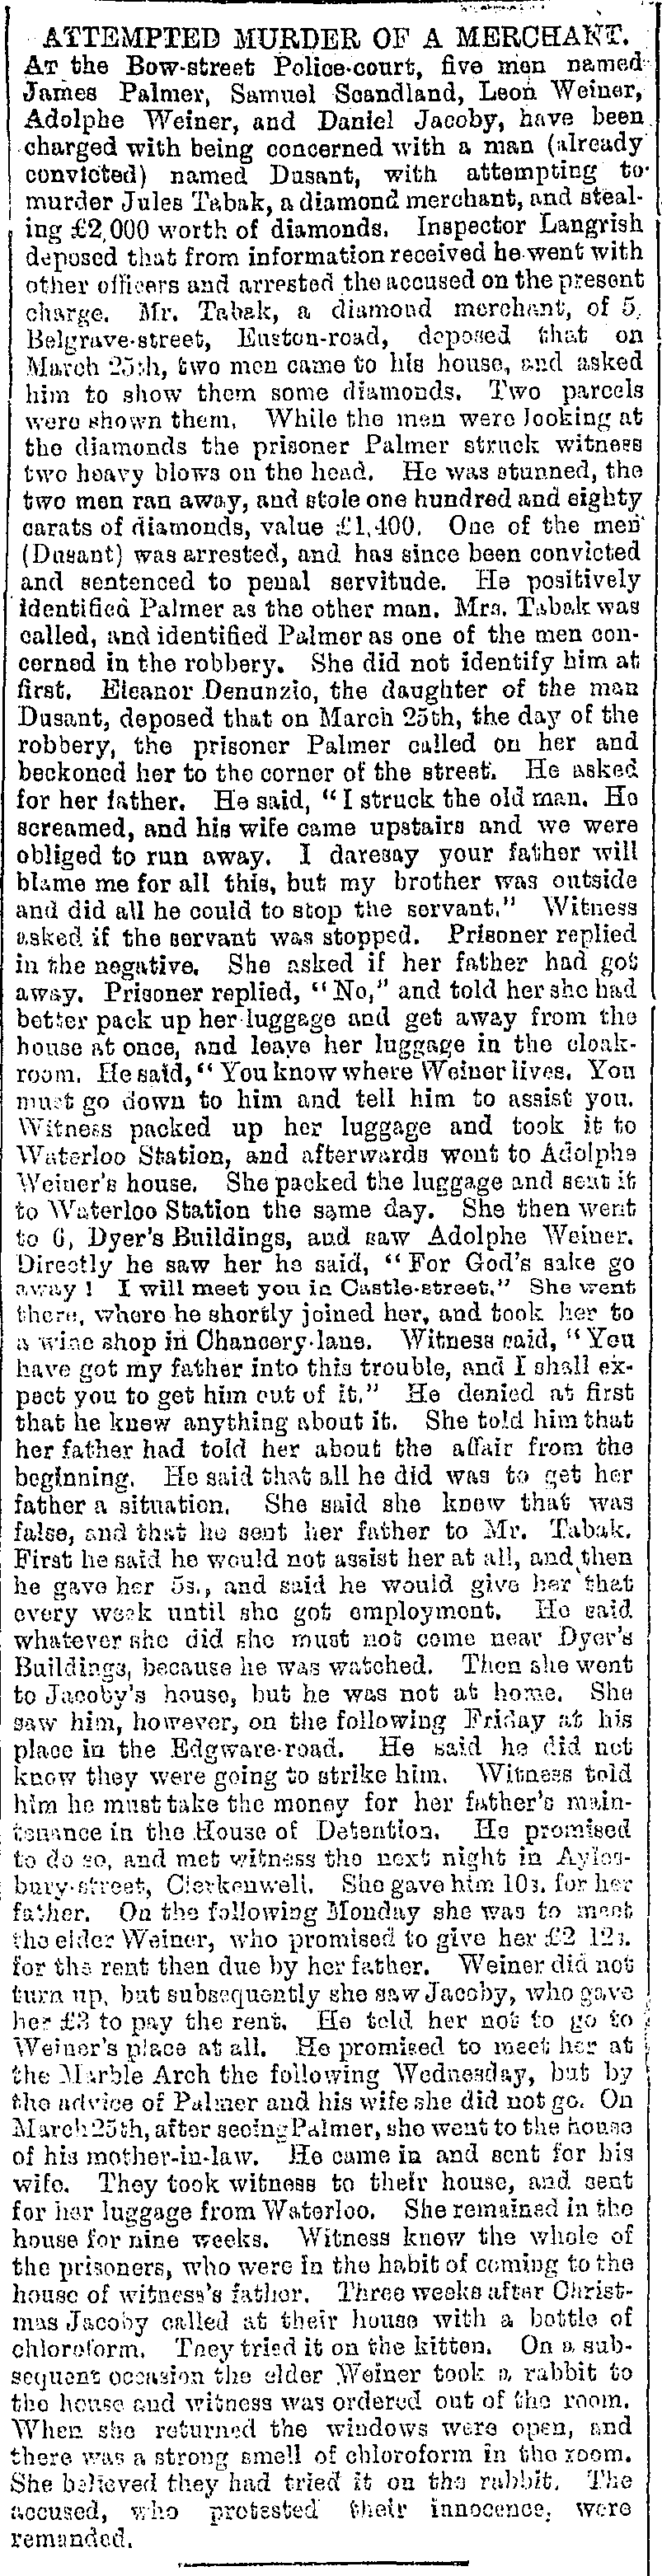 ATTEMPTED MURDER OF A MERCHANT.
AT the Bow-street Police-court, five men named
James Palmer, Samuel Scandland, Leon Weiner,
Adolphe Weiner, and Daniel Jacoby, have been
charged with being concerned with a man (already
convicted) named Dusant, with attempting to
murder Jules Tabak, a diamond merchant, and steal-
ing £2,000 worth of diamonds. Inspector Langrish
deposed that from information received he went with
other officers and arrested the accused on the present
charge. Mr. Tabak, a diamond merchant, of 5,
Belgrave-street, Euston-road, deposed that on
March 25th, two men came to his house, and asked
him to show them some diamonds. Two parcels
were shown them. While the men were looking at
the diamonds the prisoner Palmer struck witness
two heavy blows on the head. He was stunned, the
two men ran away, and stole one hundred and eighty
carats of diamonds, value £1,400. One of the men
(Dusant) was arrested, and has since been convicted
and sentenced to penal servitude. He positively
identified Palmer as the other man. Mrs. Tabak was
called, and identified Palmer as one of the men con-
cerned in the robbery. She did not identify him at
first. Eleanor Denunzio, the daughter of the man
Dusant, deposed that on March 25th, the day of the
robbery, the prisoner Palmer called on her and
beckoned her to the corner of the street. He asked
for her father. He said, "I struck the old man. He
screamed, and his wife came upstairs and we were
obliged to run away. I daresay your father will
blame me for all this, but my brother was outside
and did all he could to stop the servant." Witness
asked if the servant was stopped. Prisoner replied
in the negative. She asked if her father had got
away. Prisoner replied, "No," and told her she had
better pack up her luggage and get away from the
house at once, and leave her luggage in the cloak-
room. He said, "You know where Weiner lives. You
must go down to him and tell him to assist you.
Witness packed up her luggage and took it to
Waterloo Station, and afterwards went to Adolphe
Weiner's house. She packed the luggage and sent it
to Waterloo Station the same day. She then went
to 6, Dyer's Buildings, and saw Adolphe Weiner.
Directly he saw her he said, "For God's sake go
away! I will meet you in Castle-street." She went
there, where he shortly joined her, and took her to
a wine shop in Chancery-lane. Witness said, "You
have got my father into this trouble, and I shall ex-
pect you to get him out of it." He denied at first
that he knew anything about it. She told him that
her father had told her about the affair from the
beginning. He said that all he did was to get her
father a situation. She said she knew that was
false, and that he sent her father to Mr. Tabak.
First he said he would not assist her at all, and then
he gave her 5s., and said he would give her that
every week until she got employment. He said
whatever she did she must not come near Dyer's
Buildings, because he was watched. Then she went
to Jacoby's house, but he was not at home. She
saw him, however, on the following Friday at his
place in the Edgware-road. He said he did not
know they were going to strike him. Witness told
him he must take the money for her father's main-
tenance in the House of Detention. He promised
to do so, and met witness the next night in Ayles-
bury-street, Clerkenwell. She gave him 10s. for her
father. On the following Monday she was to meet
the elder Weiner, who promised to give her £2 12s.
for the rent then due by her father. Weiner did not
turn up, but subsequently she saw Jacoby, who gave
her £3 to pay the rent. He told her not to go to
Weiner's place at all. He promised to meet her at
the Marble Arch the following Wednesday, but by
the advice of Palmer and his wife she did not go. On
March 25th, after seeing Palmer, she went to the house
of his mother-in-law. He came in and sent for his
wife. They took witness to their house, and sent
for her luggage from Waterloo. She remained in the
house for nine weeks. Witness knew the whole of
the prisoners, who were in the habit of coming to the
house of witness's father. Three weeks after Christ-
mas Jacoby called at their house with a bottle of
chloroform. They tried it on the kitten. On a sub-
sequent occasion the elder Weiner took a rabbit to
the house and witness was ordered out of the room.
When she returned the windows were open, and
there was a strong smell of chloroform in the room.
She believed they had tried it on the rabbit. The
accused, who protested their innocence, were
remanded.